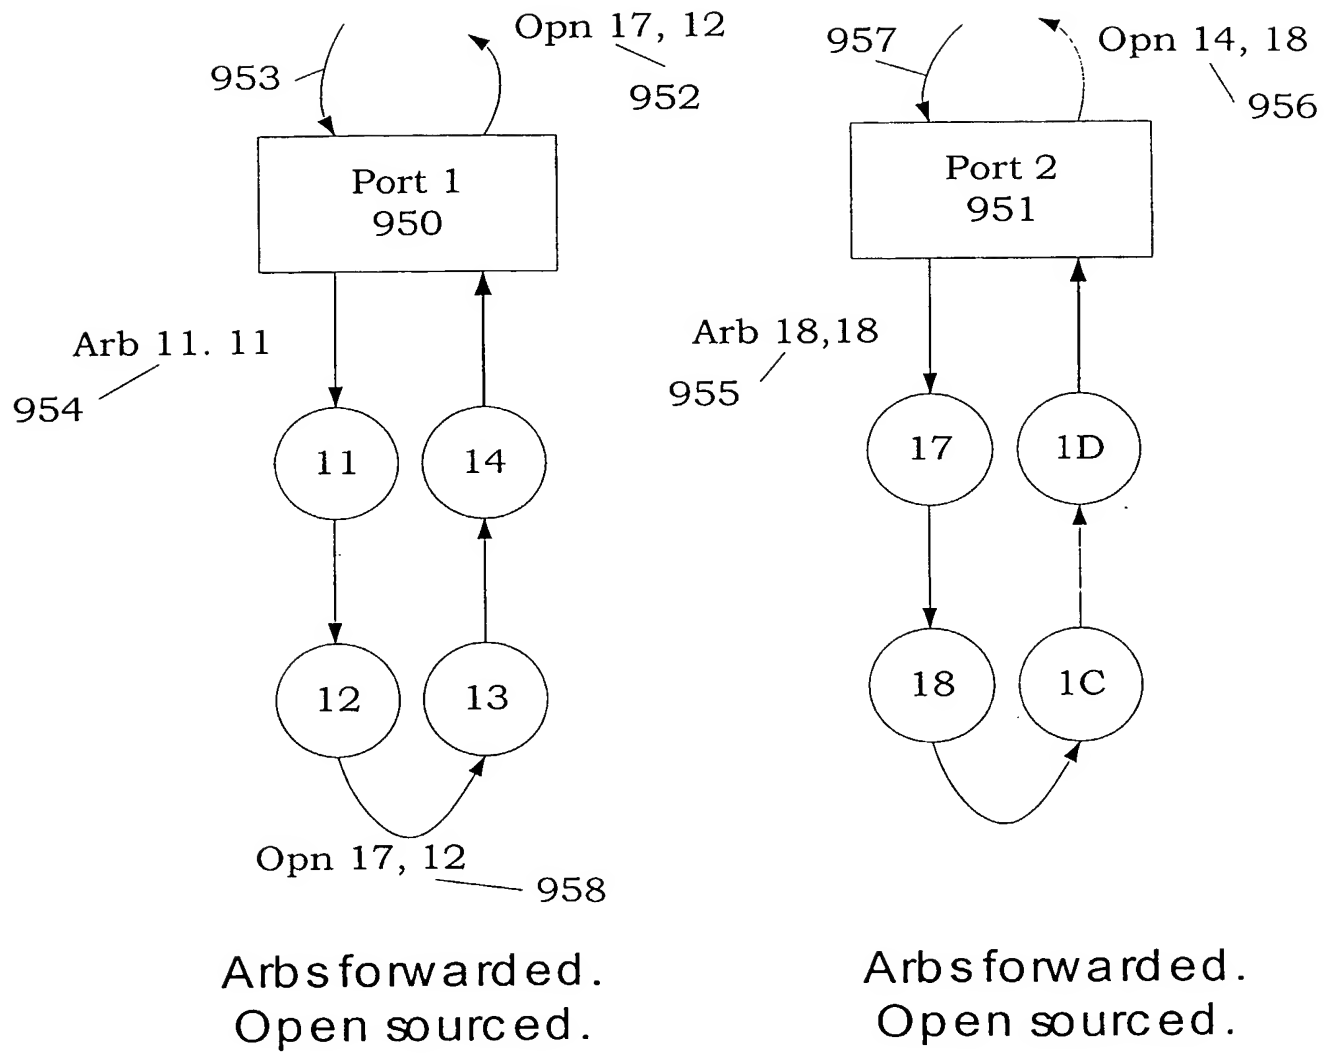 Opn 17, 12
953
952
Port 1
950
Arb 11. 11
954
11
14
12
13
Opn 17, 12
958
Arbs forwarded.
Open sourced.
957
Opn 14, 18
956
Port 2
951
Arb 18,18
955
17
1D
18
1C
Arbs forwarded.
Open sourced.